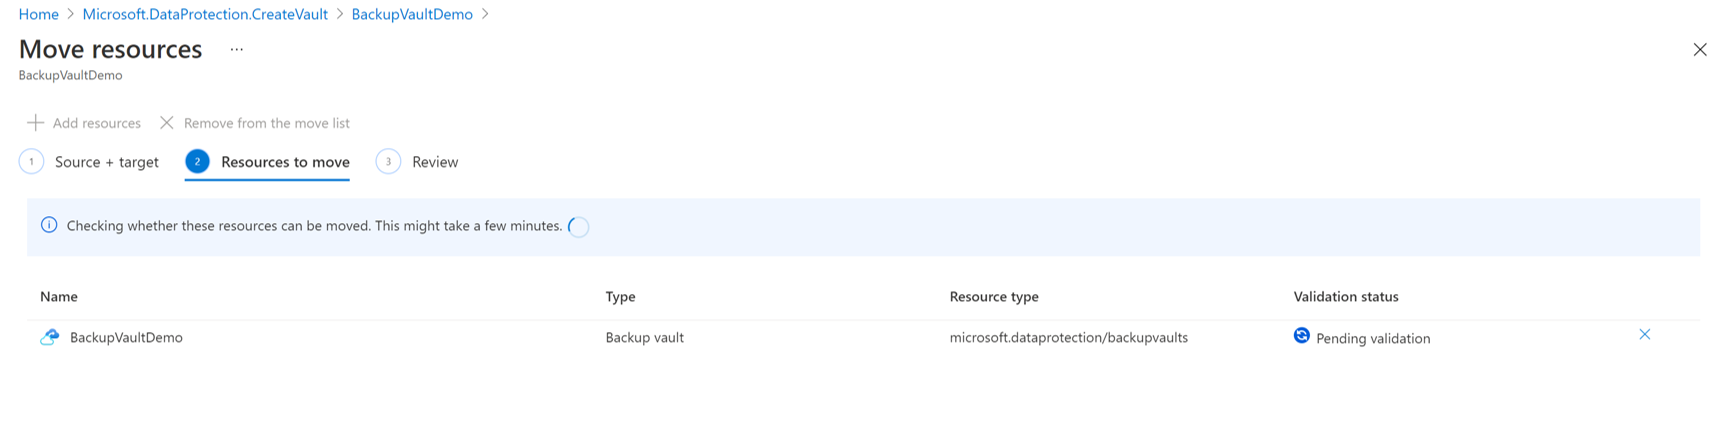 Home > Microsoft.DataProtection.CreateVault > BackupVaultDemo >
Move resources ...
BackupVaultDemo
Add resources Remove from the move list
1 Source + target 2 Resources to move 3 Review
Checking whether these resources can be moved. This might take a few minutes.
Name Type Resource type Validation status
BackupVaultDemo Backup vault microsoft.dataprotection/backupvaults Pending validation